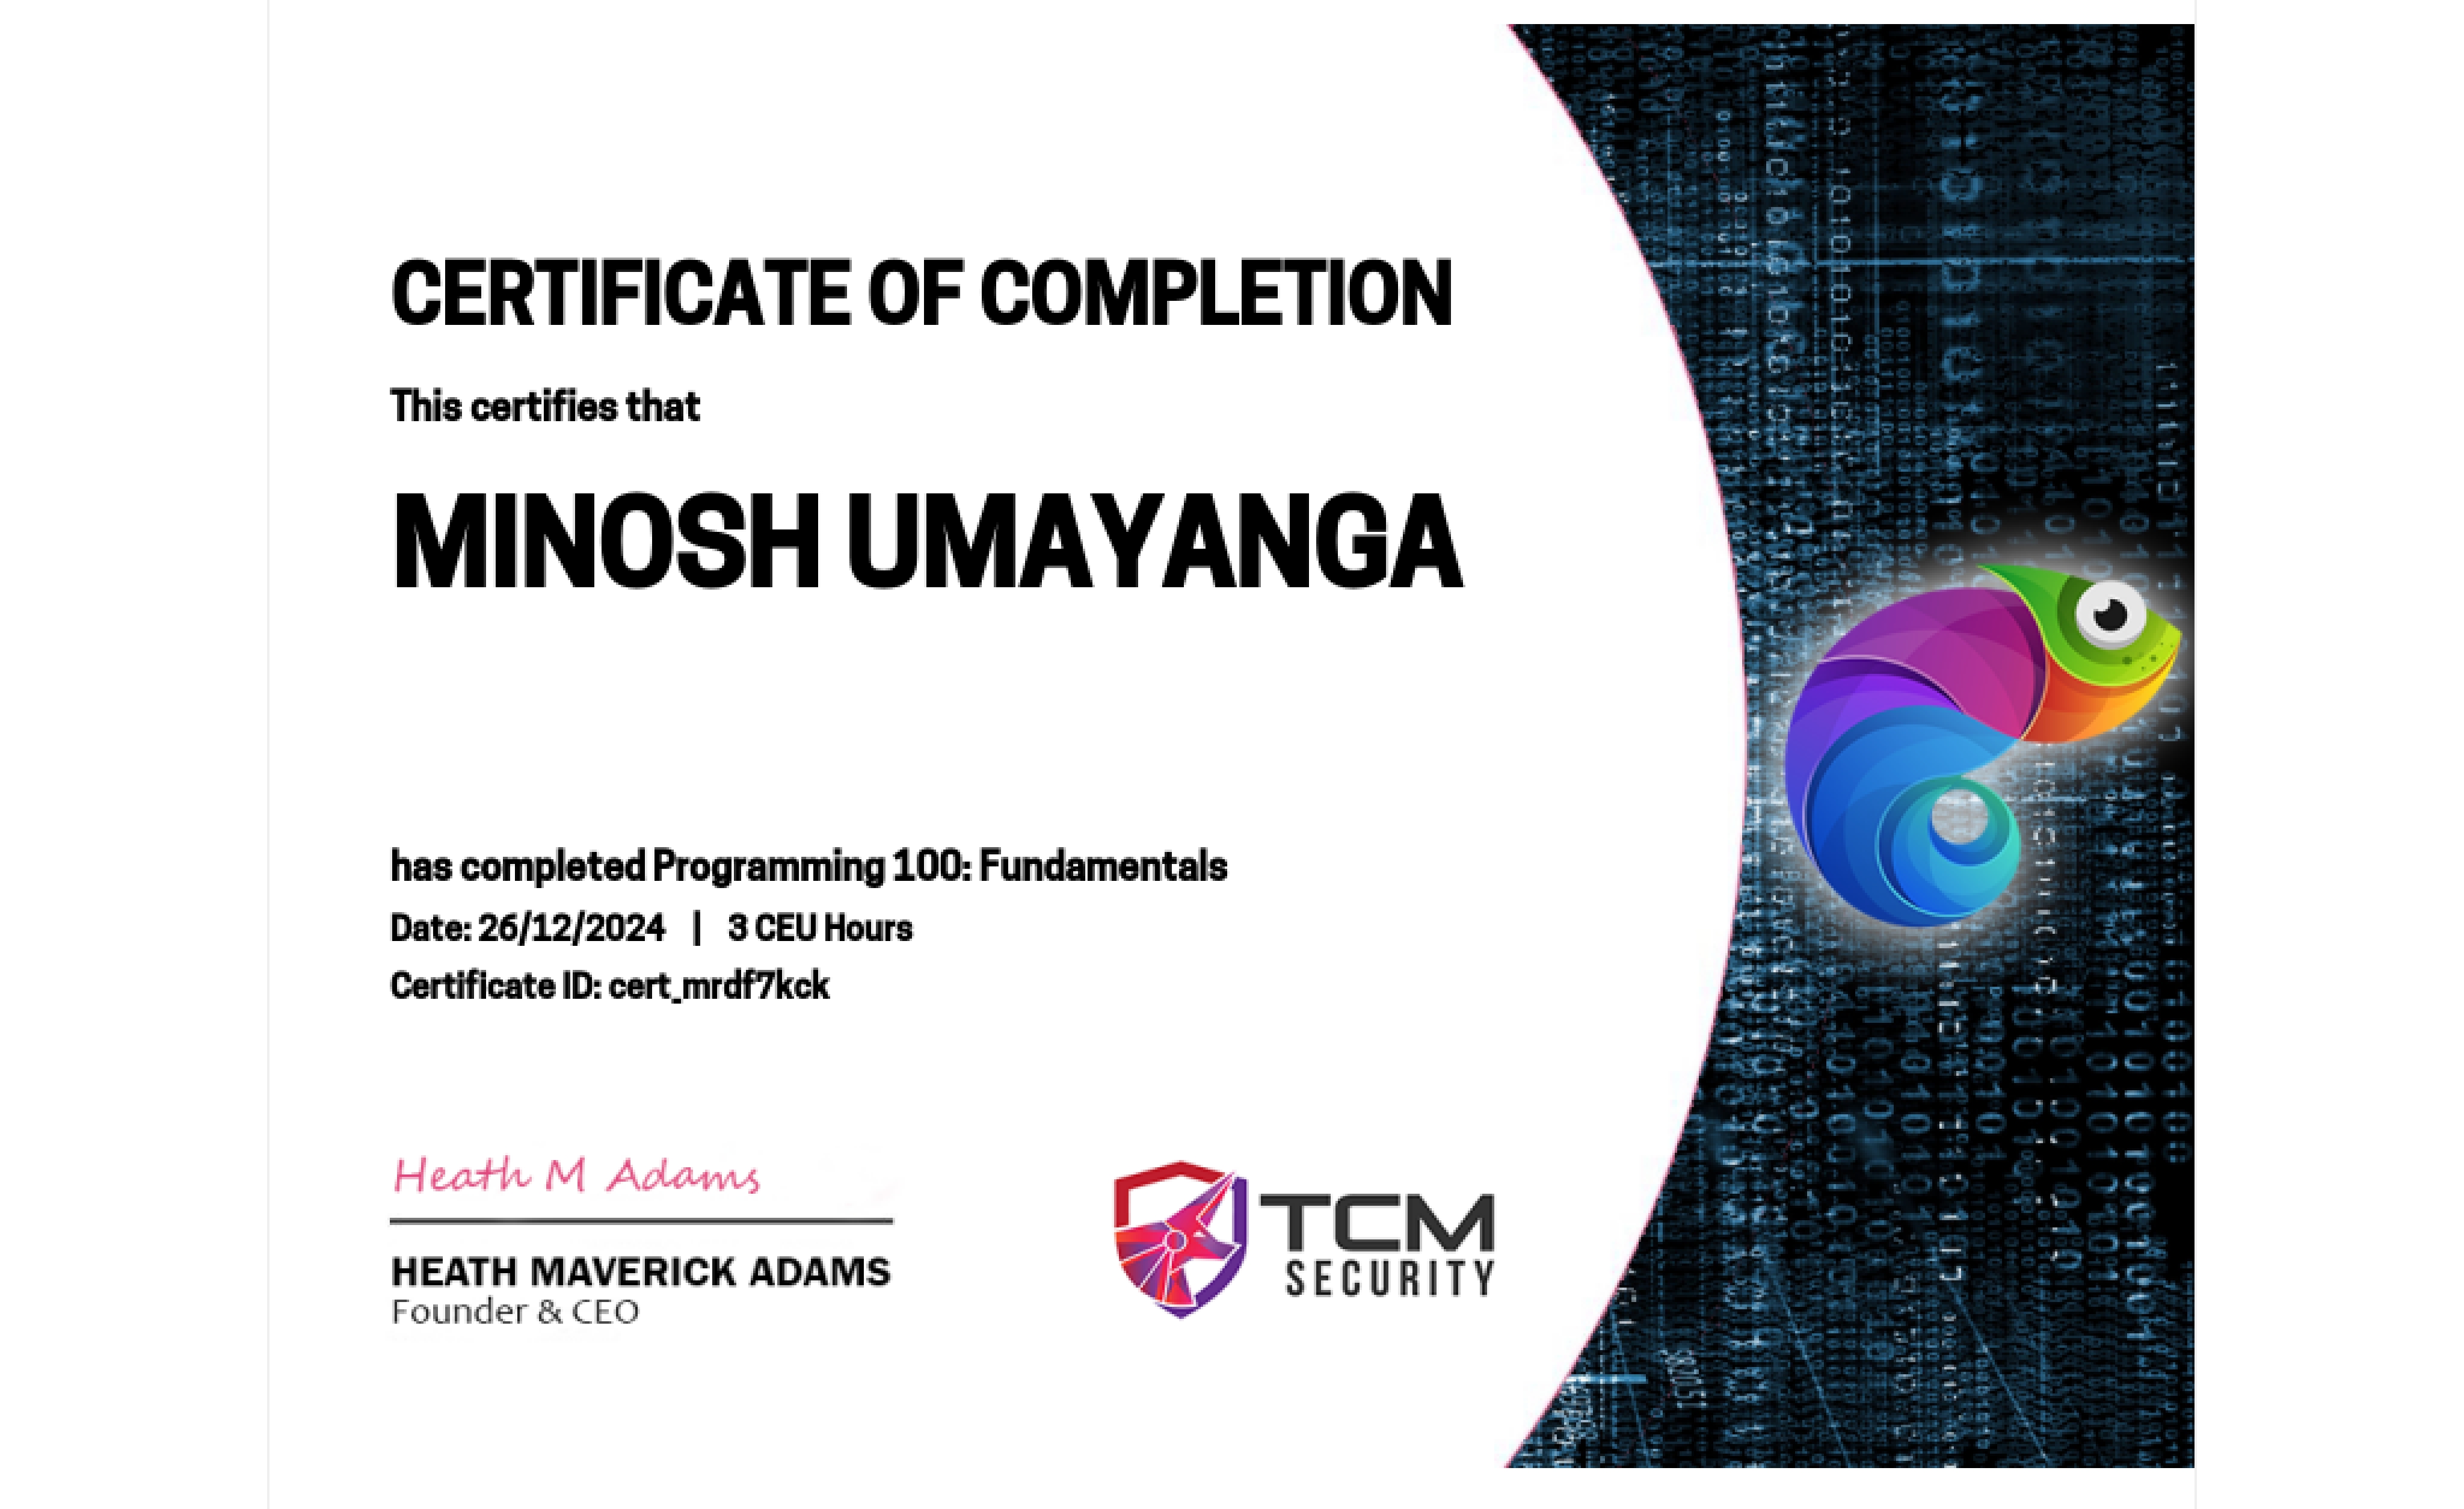 CERTIFICATE OF COMPLETION
This certifies that
MINOSH UMAYANGA
has completed Programming 100: Fundamentals
Date: 26/12/2024 | 3 CEU Hours
Certificate ID: cert_mrdf7kck
Heath M Adams
HEATH MAVERICK ADAMS
Founder & CEO
TCM
SECURITY